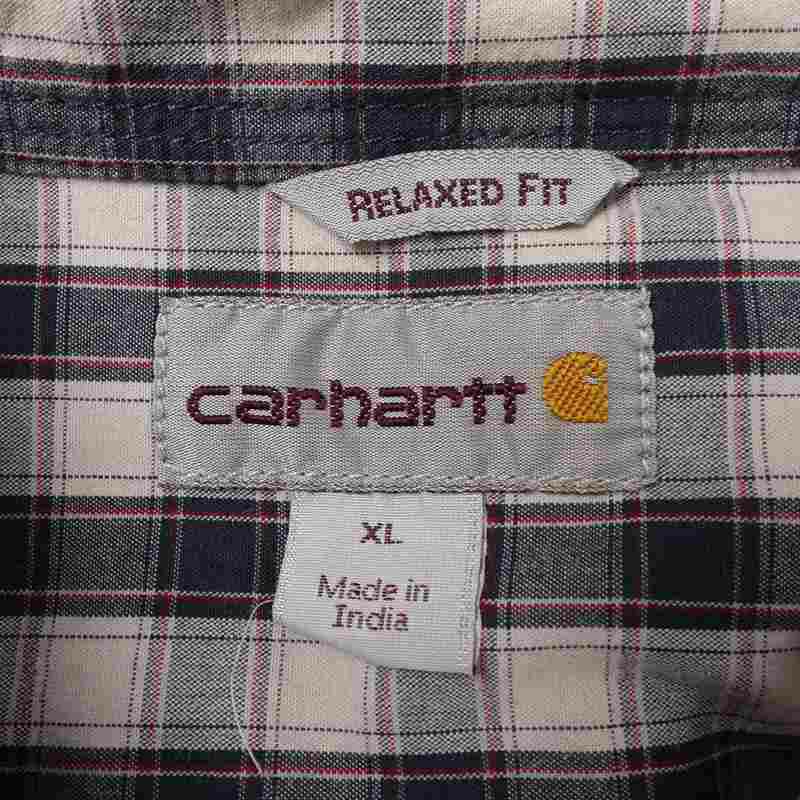 RELAXED FIT
carhartt
XL
Made in
India